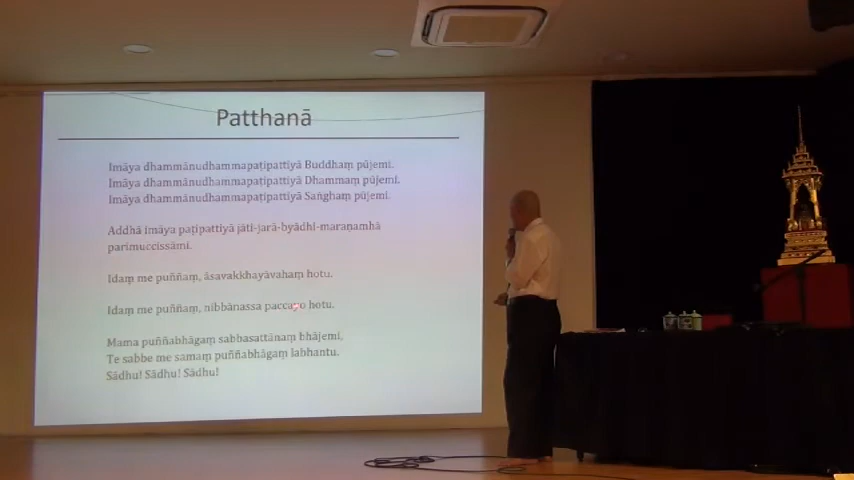 Patthanā
Imāya dhammānudhammapaṭipattiyā Buddhaṃ pūjemi.
Imāya dhammānudhammapaṭipattiyā Dhammaṃ pūjemi.
Imāya dhammānudhammapaṭipattiyā Saṅghaṃ pūjemi.
Addhā imāya paṭipattiyā jāti-jarā-byādhi-maraṇamhā
parimuccissāmi.
Idaṃ me puññaṃ, āsavakkhayāvahaṃ hotu.
Idaṃ me puññaṃ, nibbānassa paccayo hotu.
Mama puññabhāgaṃ sabbasattānaṃ bhājemi,
Te sabbe me samaṃ puññabhāgaṃ labhantu.
Sādhu! Sādhu! Sādhu!